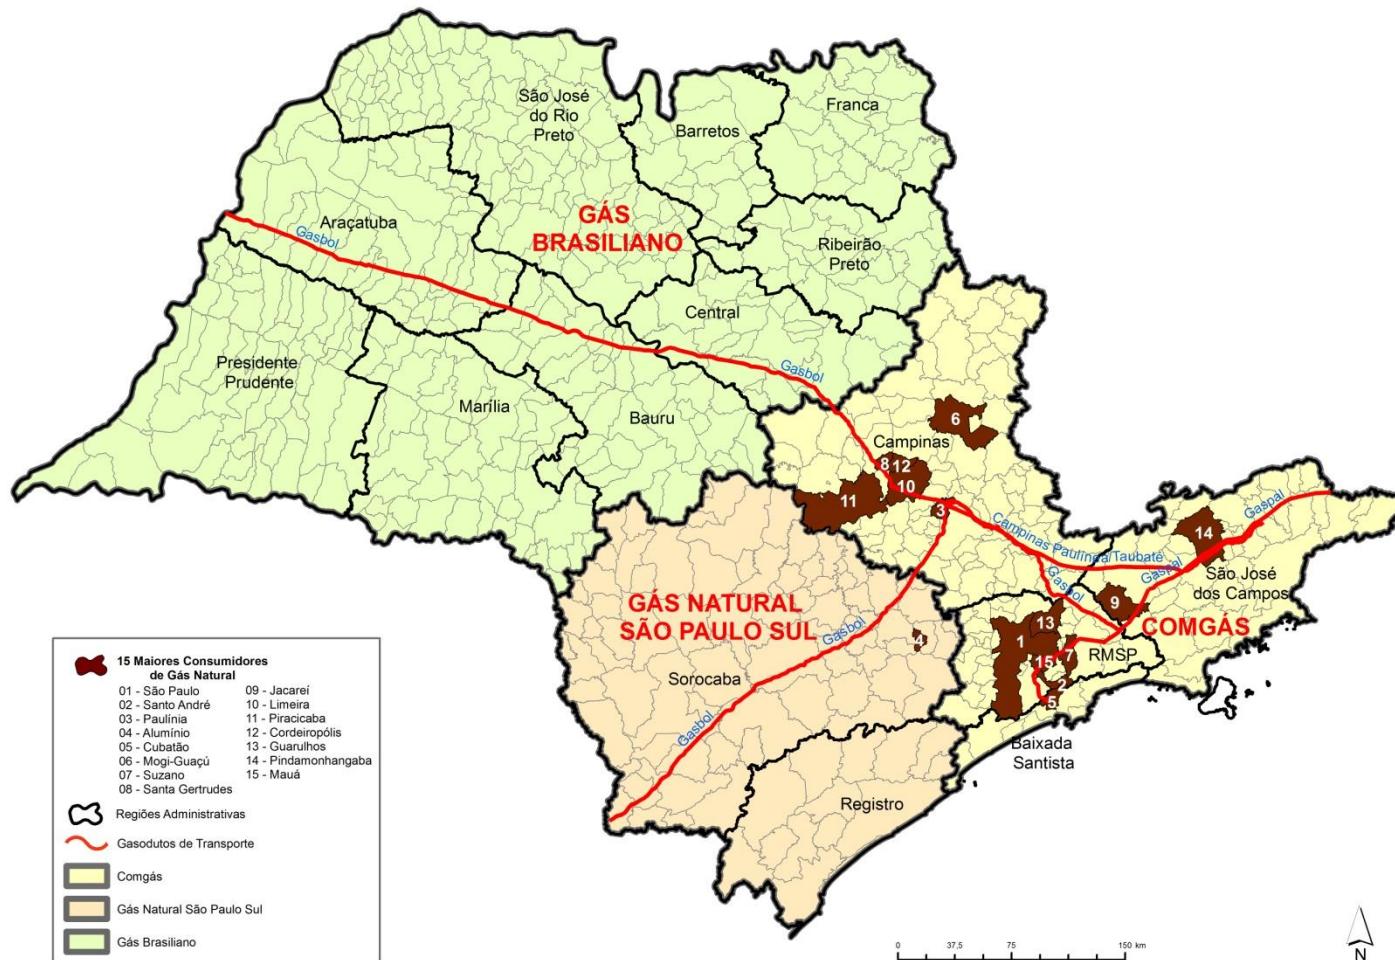 Franca
São José
do Rio
Preto
Barretos
Araçatuba
GÁS
BRASILIANO
Gasbol
Ribeirão
Preto
Central
Presidente
Prudente
Gasbol
Marília
Bauru
6
Campinas
8 12
10
11
3
Campinas Paulínea/Taubaté
Gaspal
14
Gasbol
Gaspal
São José
dos Campos
GÁS NATURAL
SÃO PAULO SUL
9
COMGÁS
Gasbol
4
13
1
7
15
RMSP
Sorocaba
2
5
Gasbol
Baixada
Santista
Registro
15 Maiores Consumidores
de Gás Natural
01 - São Paulo
02 - Santo André
03 - Paulínia
04 - Alumínio
05 - Cubatão
06 - Mogi-Guaçú
07 - Suzano
08 - Santa Gertrudes
09 - Jacareí
10 - Limeira
11 - Piracicaba
12 - Cordeirópolis
13 - Guarulhos
14 - Pindamonhangaba
15 - Mauá
Regiões Administrativas
Gasodutos de Transporte
Comgás
Gás Natural São Paulo Sul
Gás Brasiliano
0 37,5 75 150 km
N